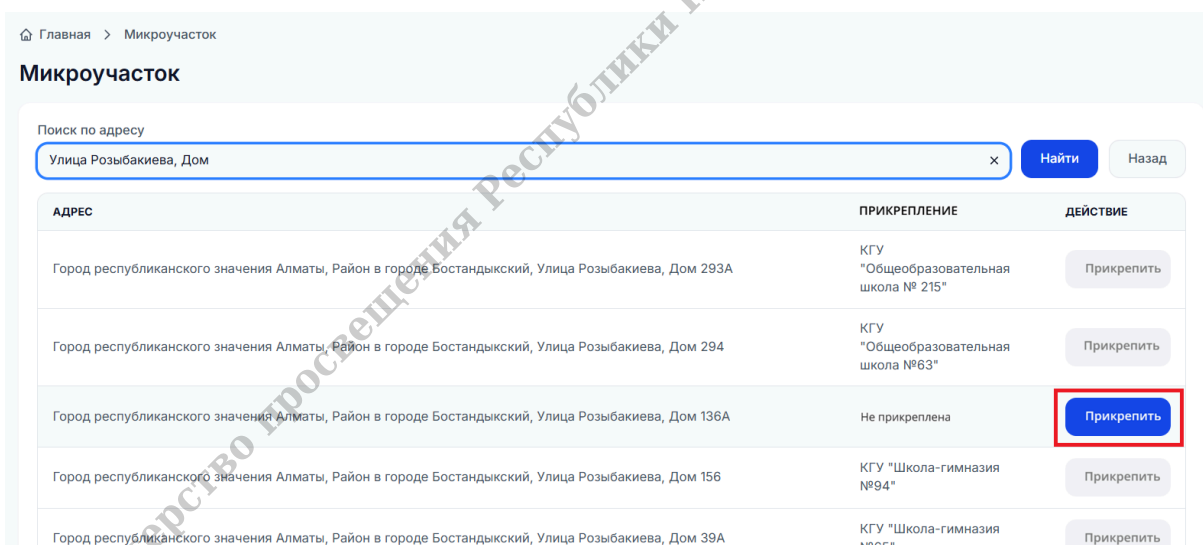 Главная > Микроучасток
Микроучасток
Поиск по адресу
Улица Розыбакиева, Дом
Найти
Назад
АДРЕС ПРИКРЕПЛЕНИЕ ДЕЙСТВИЕ
КГУ
Город республиканского значения Алматы, Район в городе Бостандыкский, Улица Розыбакиева, Дом 293А "Общеобразовательная Прикрепить
школа № 215"
КГУ
Город республиканского значения Алматы, Район в городе Бостандыкский, Улица Розыбакиева, Дом 294 "Общеобразовательная Прикрепить
школа №63"
Город республиканского значения Алматы, Район в городе Бостандыкский, Улица Розыбакиева, Дом 136А Не прикреплена Прикрепить
КГУ "Школа-гимназия
Город республиканского значения Алматы, Район в городе Бостандыкский, Улица Розыбакиева, Дом 156 Прикрепить
№94"
КГУ "Школа-гимназия
Город республиканского значения Алматы, Район в городе Бостандыкский, Улица Розыбакиева, Дом 39А Прикрепить
просвещения Республики